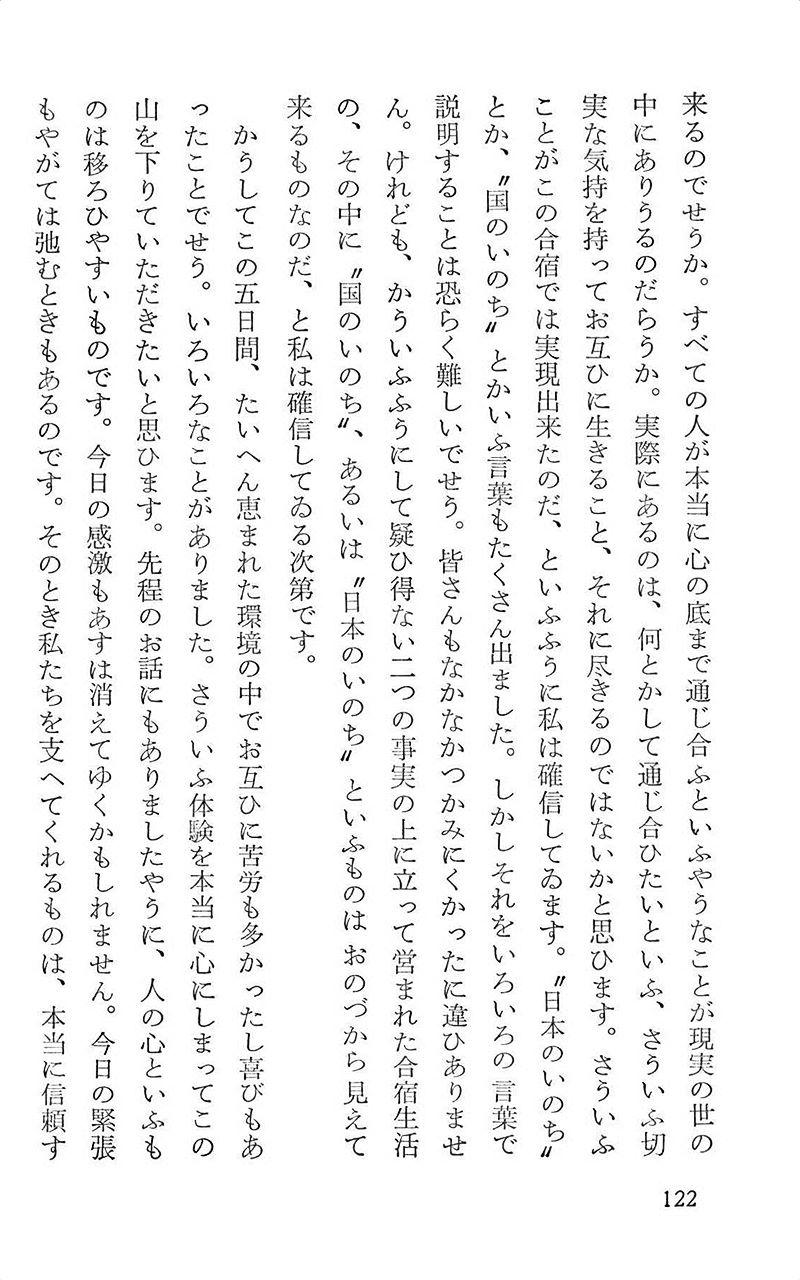 来るのでせうか。すべての人が本当に心の底まで通じ合ふといふやうなことが現実の世の
中にありうるのだらうか。実際にあるのは、何とかして通じ合ひたいといふ、さういふ切
実な気持を持ってお互ひに生きること、それに尽きるのではないかと思ひます。さういふ
ことがこの合宿では実現出来たのだ、といふふうに私は確信してゐます。〝日本のいのち〟
とか、〝国のいのち〟とかいふ言葉もたくさん出ました。しかしそれをいろいろの言葉で
説明することは恐らく難しいでせう。皆さんもなかなかつかみにくかったに違ひありませ
ん。けれども、かういふふうにして疑ひ得ない二つの事実の上に立って営まれた合宿生活
の、その中に〝国のいのち〟、あるいは〝日本のいのち〟といふものは おのづから見えて
来るものなのだ、と私は確信してゐる次第です。
かうしてこの五日間、たいへん恵まれた環境の中でお互ひに苦労も多かったし喜びもあ
ったことでせう。いろいろなことがありました。さういふ体験を本当に心にしまってこの
山を下りていただきたいと思ひます。先程のお話にもありましたやうに、人の心といふも
のは移ろひやすいものです。今日の感激もあすは消えてゆくかもしれません。今日の緊張
もやがては弛むときもあるのです。そのとき私たちを支へてくれるものは、本当に信頼す
122